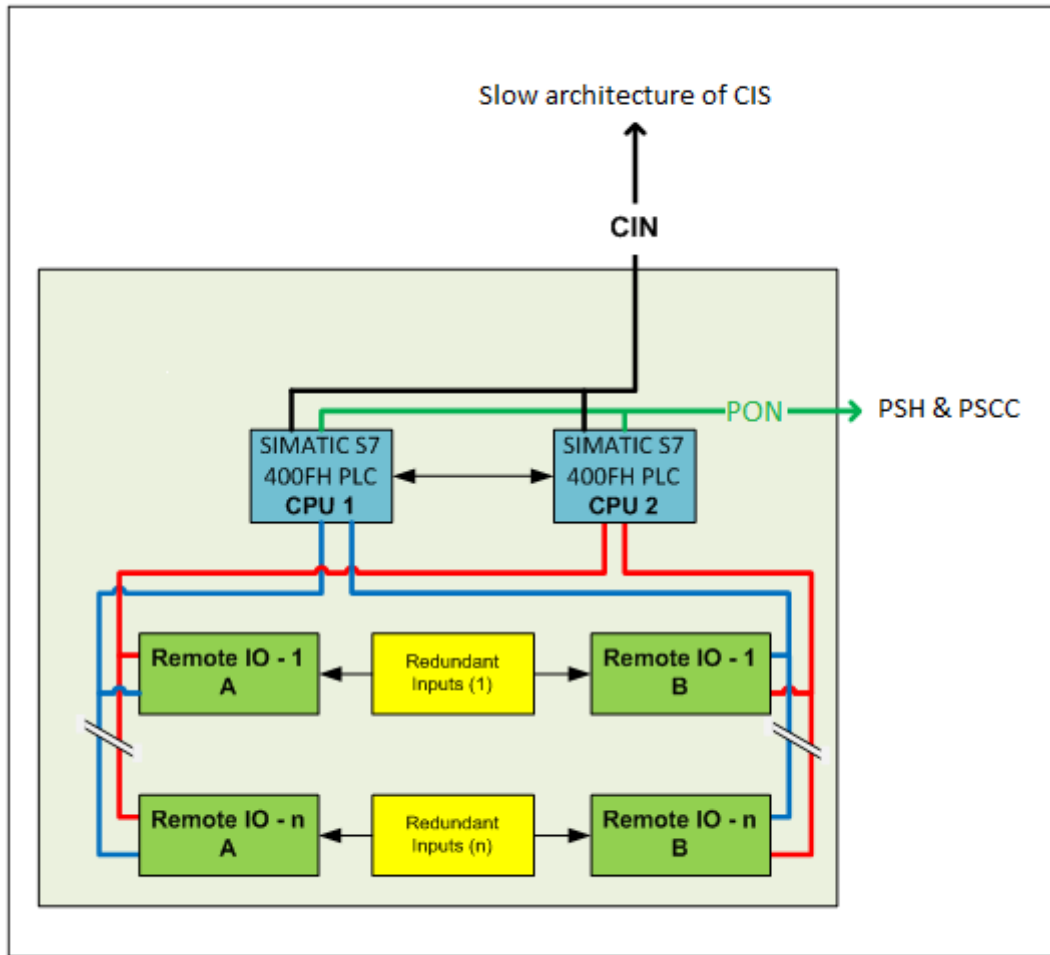 Slow architecture of CIS
CIN
PON
PSH & PSCC
SIMATIC S7
400FH PLC
CPU 1
SIMATIC S7
400FH PLC
CPU 2
Remote IO - 1
A
Redundant
Inputs (1)
Remote IO - 1
B
Remote IO - n
A
Redundant
Inputs (n)
Remote IO - n
B